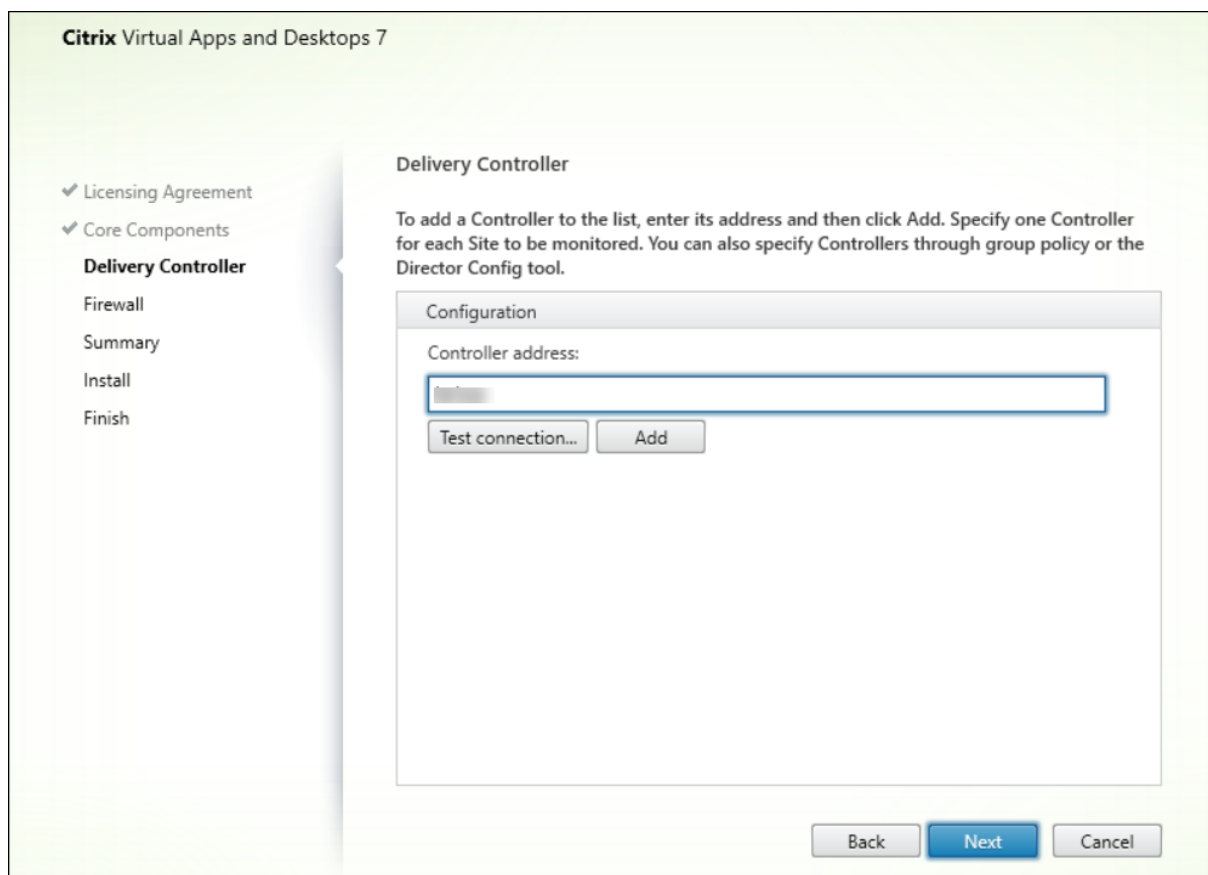 Citrix Virtual Apps and Desktops 7
Licensing Agreement
Core Components
Delivery Controller
Firewall
Summary
Install
Finish
Delivery Controller
To add a Controller to the list, enter its address and then click Add. Specify one Controller
for each Site to be monitored. You can also specify Controllers through group policy or the
Director Config tool.
Configuration
Controller address:
Test connection... Add
Back Next Cancel